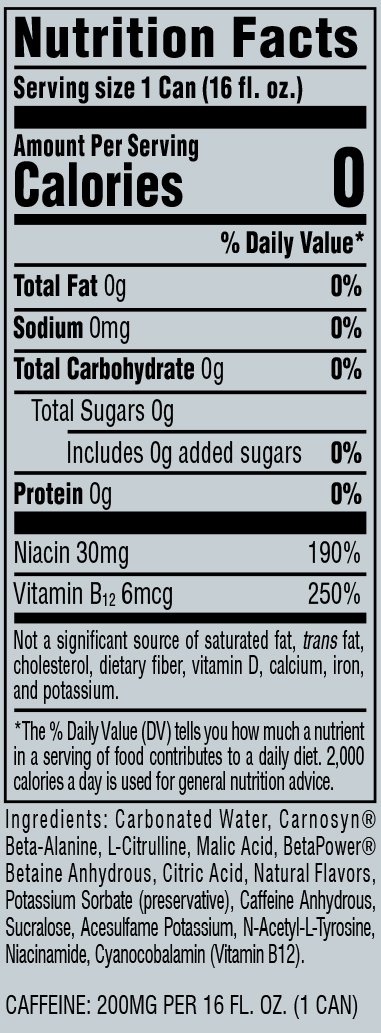 Nutrition Facts
Serving size 1 Can (16 fl. oz.)
Amount Per Serving
Calories 0
% Daily Value*
Total Fat 0g 0%
Sodium 0mg 0%
Total Carbohydrate 0g 0%
Total Sugars 0g
Includes 0g added sugars 0%
Protein 0g 0%
Niacin 30mg 190%
Vitamin B12 6mcg 250%
Not a significant source of saturated fat, trans fat,
cholesterol, dietary fiber, vitamin D, calcium, iron,
and potassium.
*The % Daily Value (DV) tells you how much a nutrient
in a serving of food contributes to a daily diet. 2,000
calories a day is used for general nutrition advice.
Ingredients: Carbonated Water, Carnosyn®
Beta-Alanine, L-Citrulline, Malic Acid, BetaPower®
Betaine Anhydrous, Citric Acid, Natural Flavors,
Potassium Sorbate (preservative), Caffeine Anhydrous,
Sucralose, Acesulfame Potassium, N-Acetyl-L-Tyrosine,
Niacinamide, Cyanocobalamin (Vitamin B12).
CAFFEINE: 200MG PER 16 FL. OZ. (1 CAN)